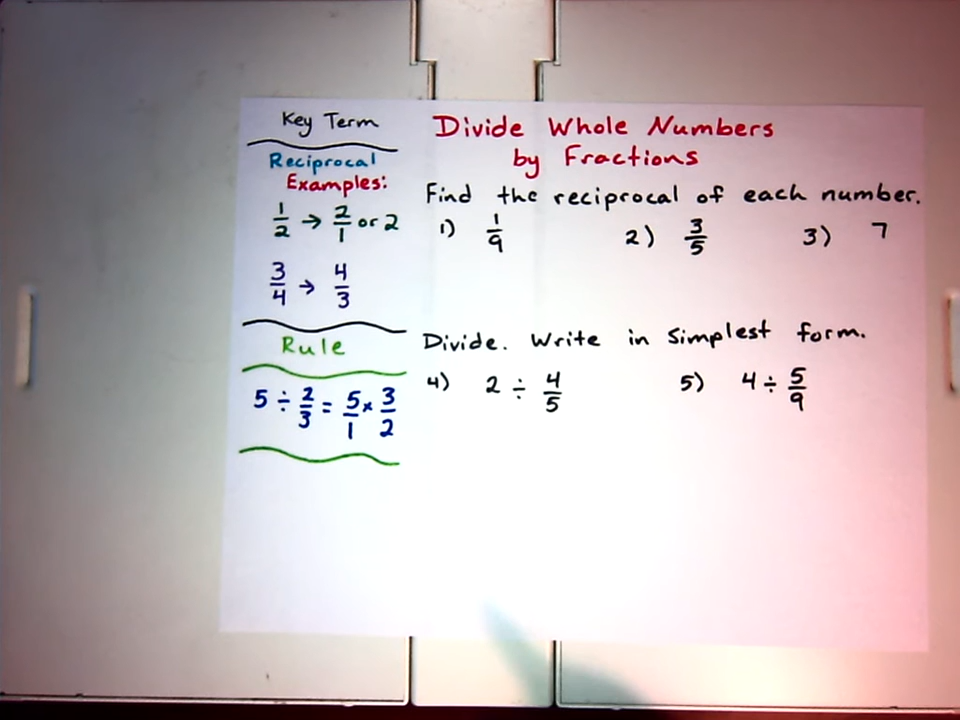 Key Term
Reciprocal
Examples:
1/2 → 2/1 or 2
3/4 → 4/3
Rule
5 ÷ 2/3 = 5/1 × 3/2
Divide Whole Numbers
by Fractions
Find the reciprocal of each number.
1) 1/9 2) 3/5 3) 7
Divide. Write in simplest form.
4) 2 ÷ 4/5 5) 4 ÷ 5/9